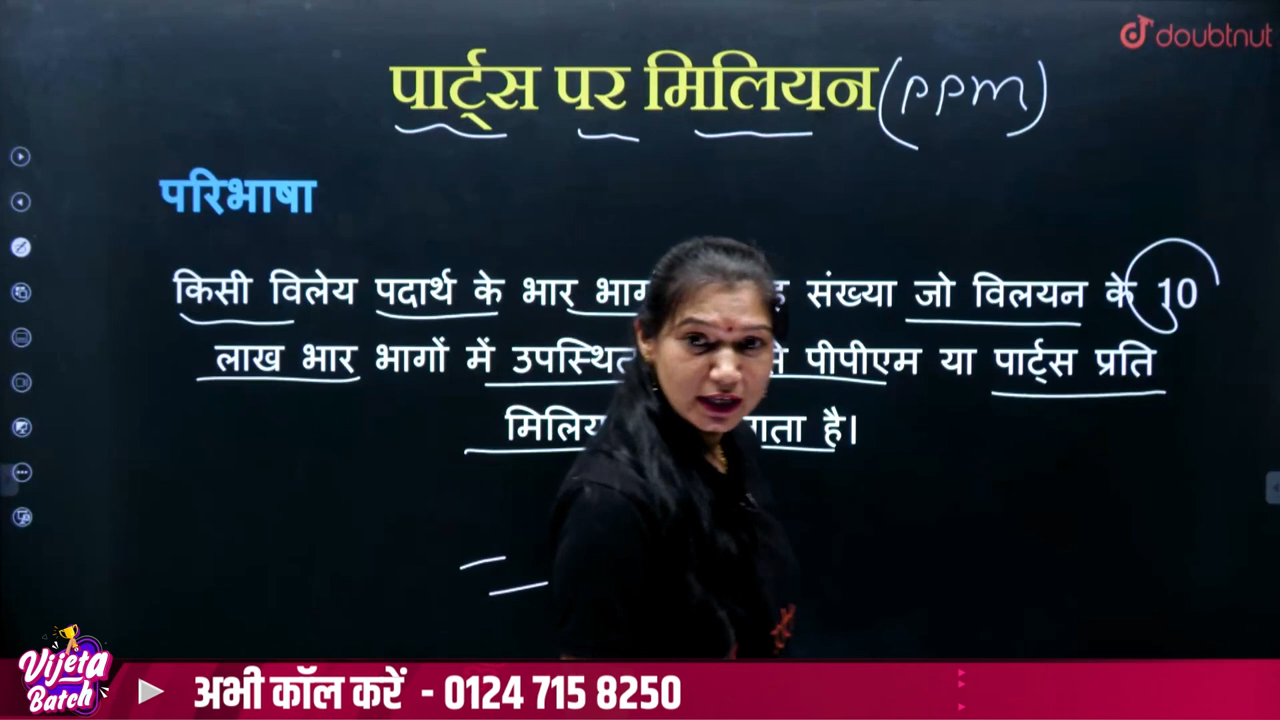 doubtnut
पार्ट्स पर मिलियन (PPM)
परिभाषा
किसी विलेय पदार्थ के भार संख्या जो विलयन के 10
लाख भार भागों में उपस्थित पीपीएम या पार्ट्स प्रति
है।
Vijeta
Batch
अभी कॉल करें - 0124 715 8250